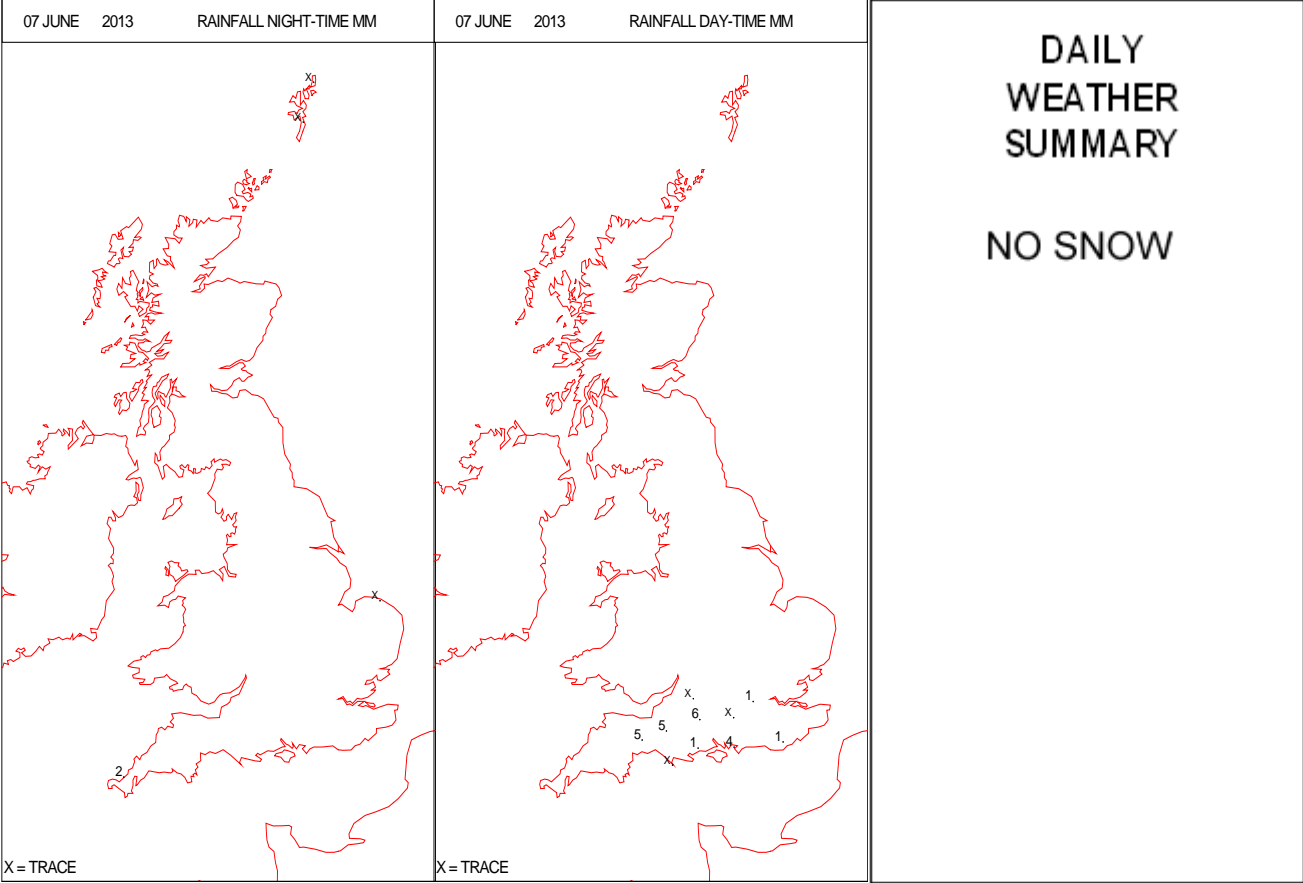 07 JUNE 2013 RAINFALL NIGHT-TIME MM
X
X.
X.
2.
X = TRACE
07 JUNE 2013 RAINFALL DAY-TIME MM
X. 1.
6. X.
5. 5.
1. 4. 1.
X.
X = TRACE
DAILY
WEATHER
SUMMARY
NO SNOW